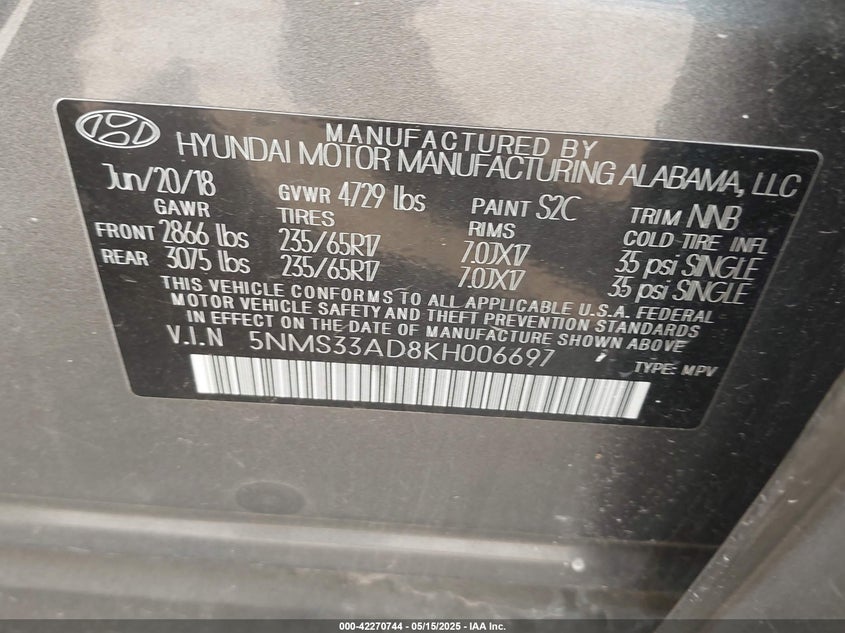 MANUFACTURED BY
HYUNDAI MOTOR MANUFACTURING ALABAMA, LLC
Jun/20/18 GVWR 4729 lbs PAINT S2C TRIM NNB
GAWR TIRES RIMS COLD TIRE INFL
FRONT 2866 lbs 235/65R17 7.0JX17 35 psi SINGLE
REAR 3075 lbs 235/65R17 7.0JX17 35 psi SINGLE
THIS VEHICLE CONFORMS TO ALL APPLICABLE U.S.A. FEDERAL
MOTOR VEHICLE SAFETY AND THEFT PREVENTION STANDARDS
IN EFFECT ON THE DATE OF MANUFACTURE SHOWN ABOVE
V.I.N 5NMS33AD8KH006697 / TYPE: MPV
000-42270744 - 05/15/2025 - IAA Inc.